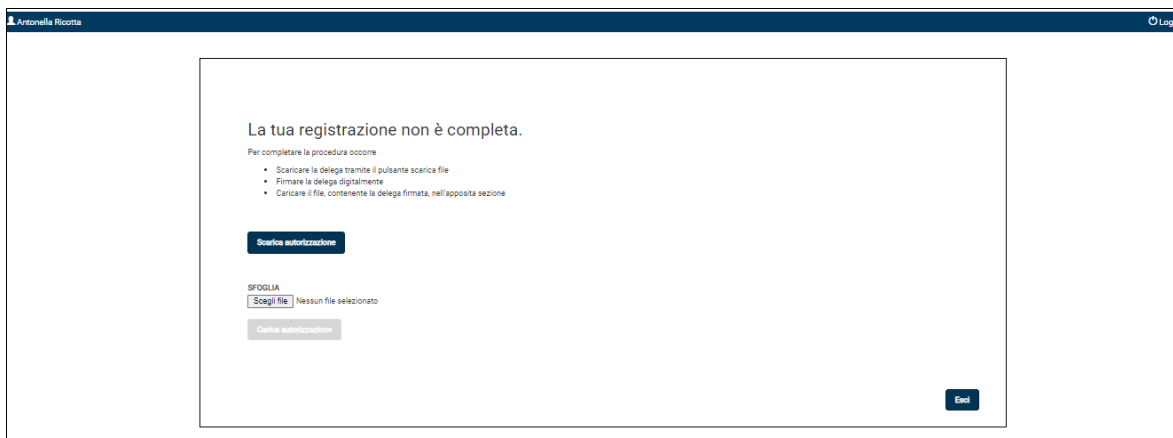 Antonella Ricotta
Log
La tua registrazione non è completa.
Per completare la procedura occorre
Scaricare la delega tramite il pulsante scarica file
Firmare la delega digitalmente
Caricare il file, contenente la delega firmata, nell'apposita sezione
Scarica autorizzazione
SFOGLIA
Scegli file Nessun file selezionato
Carica autorizzazione
Esci